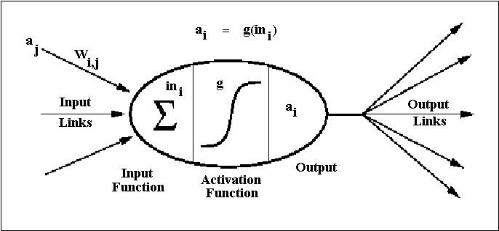 a_i = g(in_i)
a_j
W_i,j
Input
Links
in_i
Σ
g
a_i
Output
Links
Input
Function
Activation
Function
Output